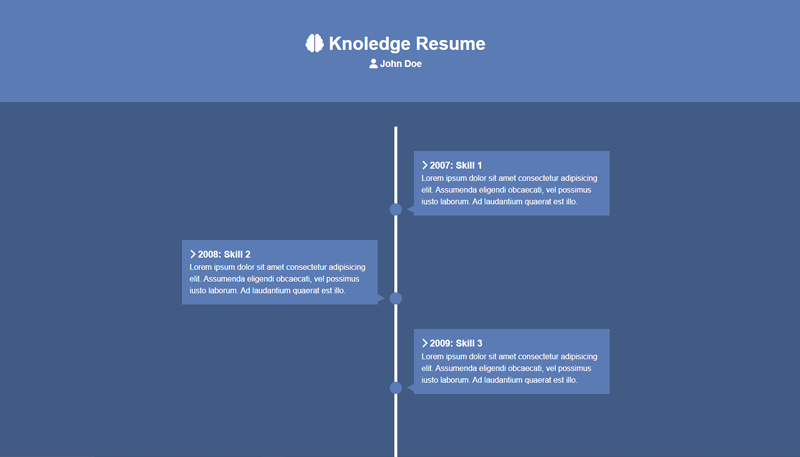 Knoledge Resume
John Doe
2007: Skill 1
Lorem ipsum dolor sit amet consectetur adipisicing
elit. Assumenda eligendi obcaecati, vel possimus
iusto laborum. Ad laudantium quaerat est illo.
2008: Skill 2
Lorem ipsum dolor sit amet consectetur adipisicing
elit. Assumenda eligendi obcaecati, vel possimus
iusto laborum. Ad laudantium quaerat est illo.
2009: Skill 3
Lorem ipsum dolor sit amet consectetur adipisicing
elit. Assumenda eligendi obcaecati, vel possimus
iusto laborum. Ad laudantium quaerat est illo.